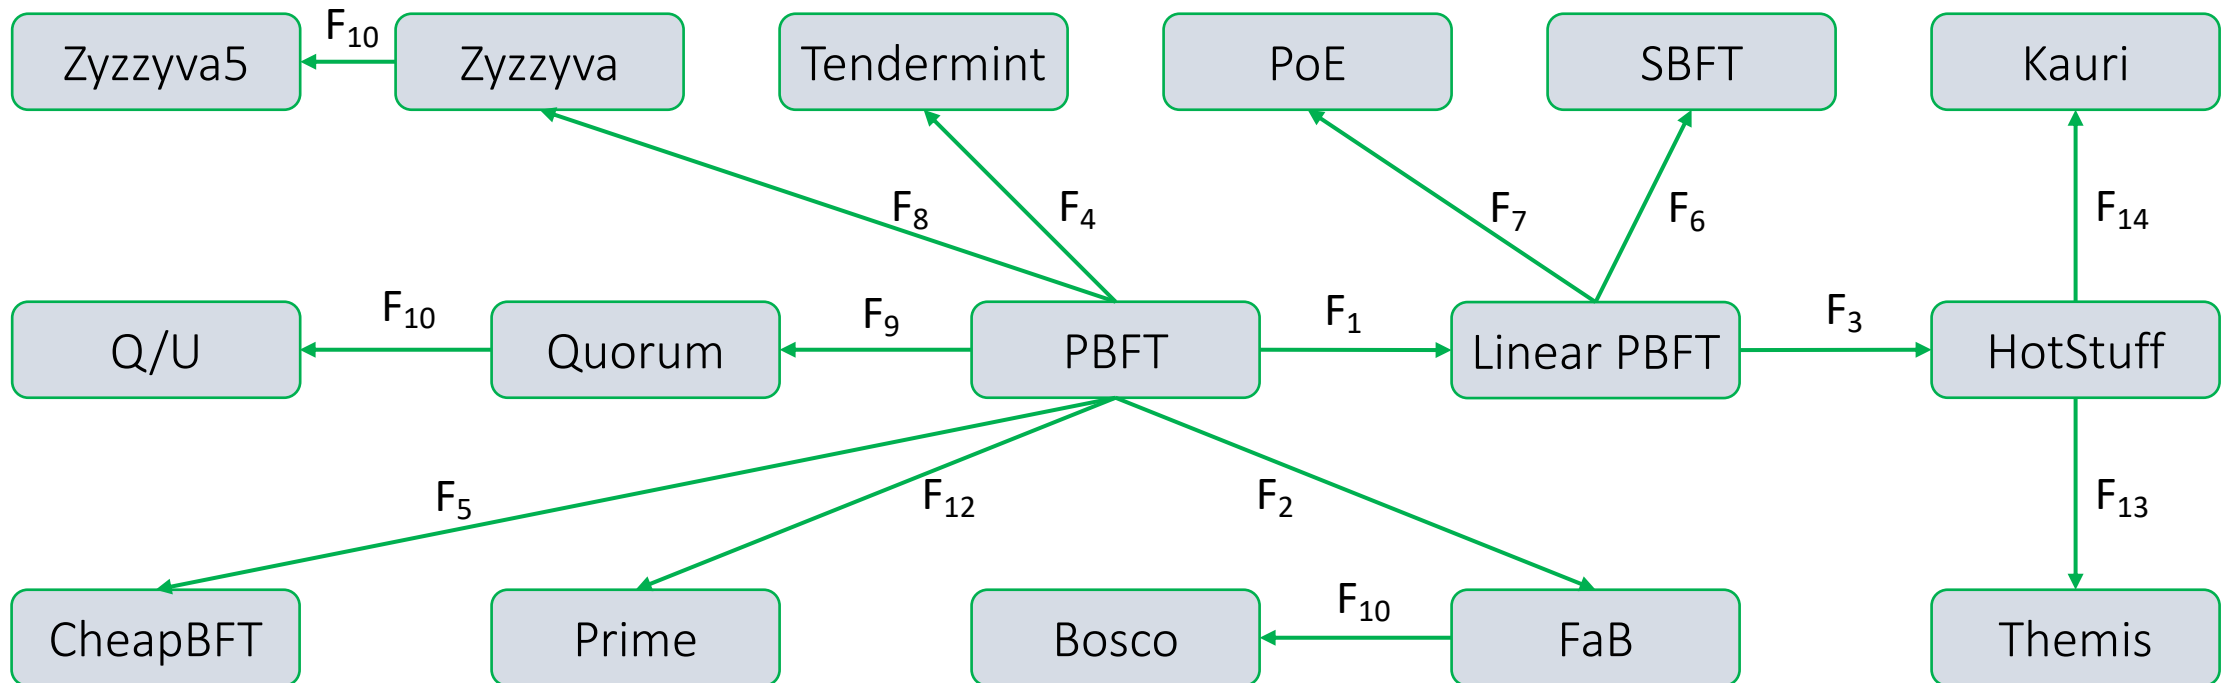 F10
Zyzzyva5
Zyzzyva
Tendermint
PoE
SBFT
Kauri
F8
F4
F7
F6
F14
F10
F9
F1
F3
Q/U
Quorum
PBFT
Linear PBFT
HotStuff
F5
F12
F2
F13
F10
CheapBFT
Prime
Bosco
FaB
Themis